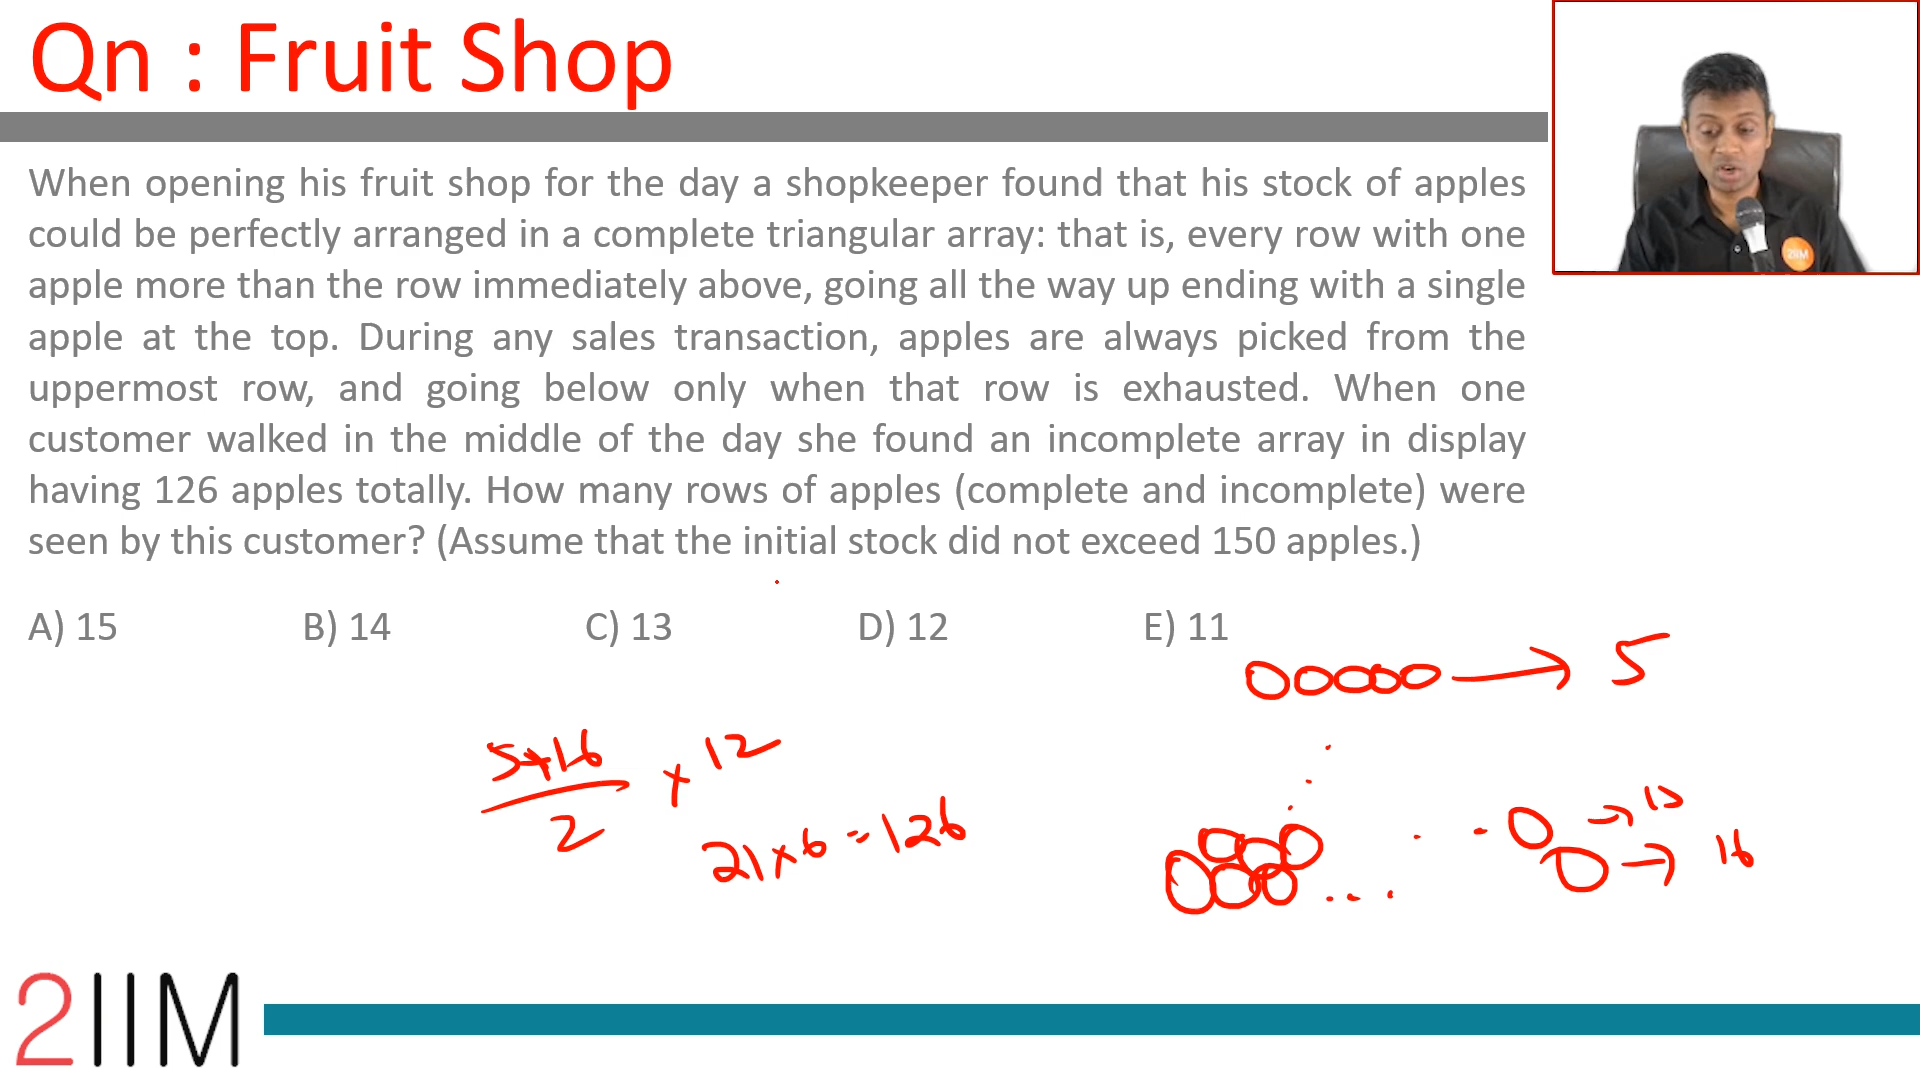 Qn : Fruit Shop
When opening his fruit shop for the day a shopkeeper found that his stock of apples
could be perfectly arranged in a complete triangular array: that is, every row with one
apple more than the row immediately above, going all the way up ending with a single
apple at the top. During any sales transaction, apples are always picked from the
uppermost row, and going below only when that row is exhausted. When one
customer walked in the middle of the day she found an incomplete array in display
having 126 apples totally. How many rows of apples (complete and incomplete) were
seen by this customer? (Assume that the initial stock did not exceed 150 apples.)
A) 15 B) 14 C) 13 D) 12 E) 11
5
5+16
2
× 12
21×6 = 126
15
16
2IIM
2IIM